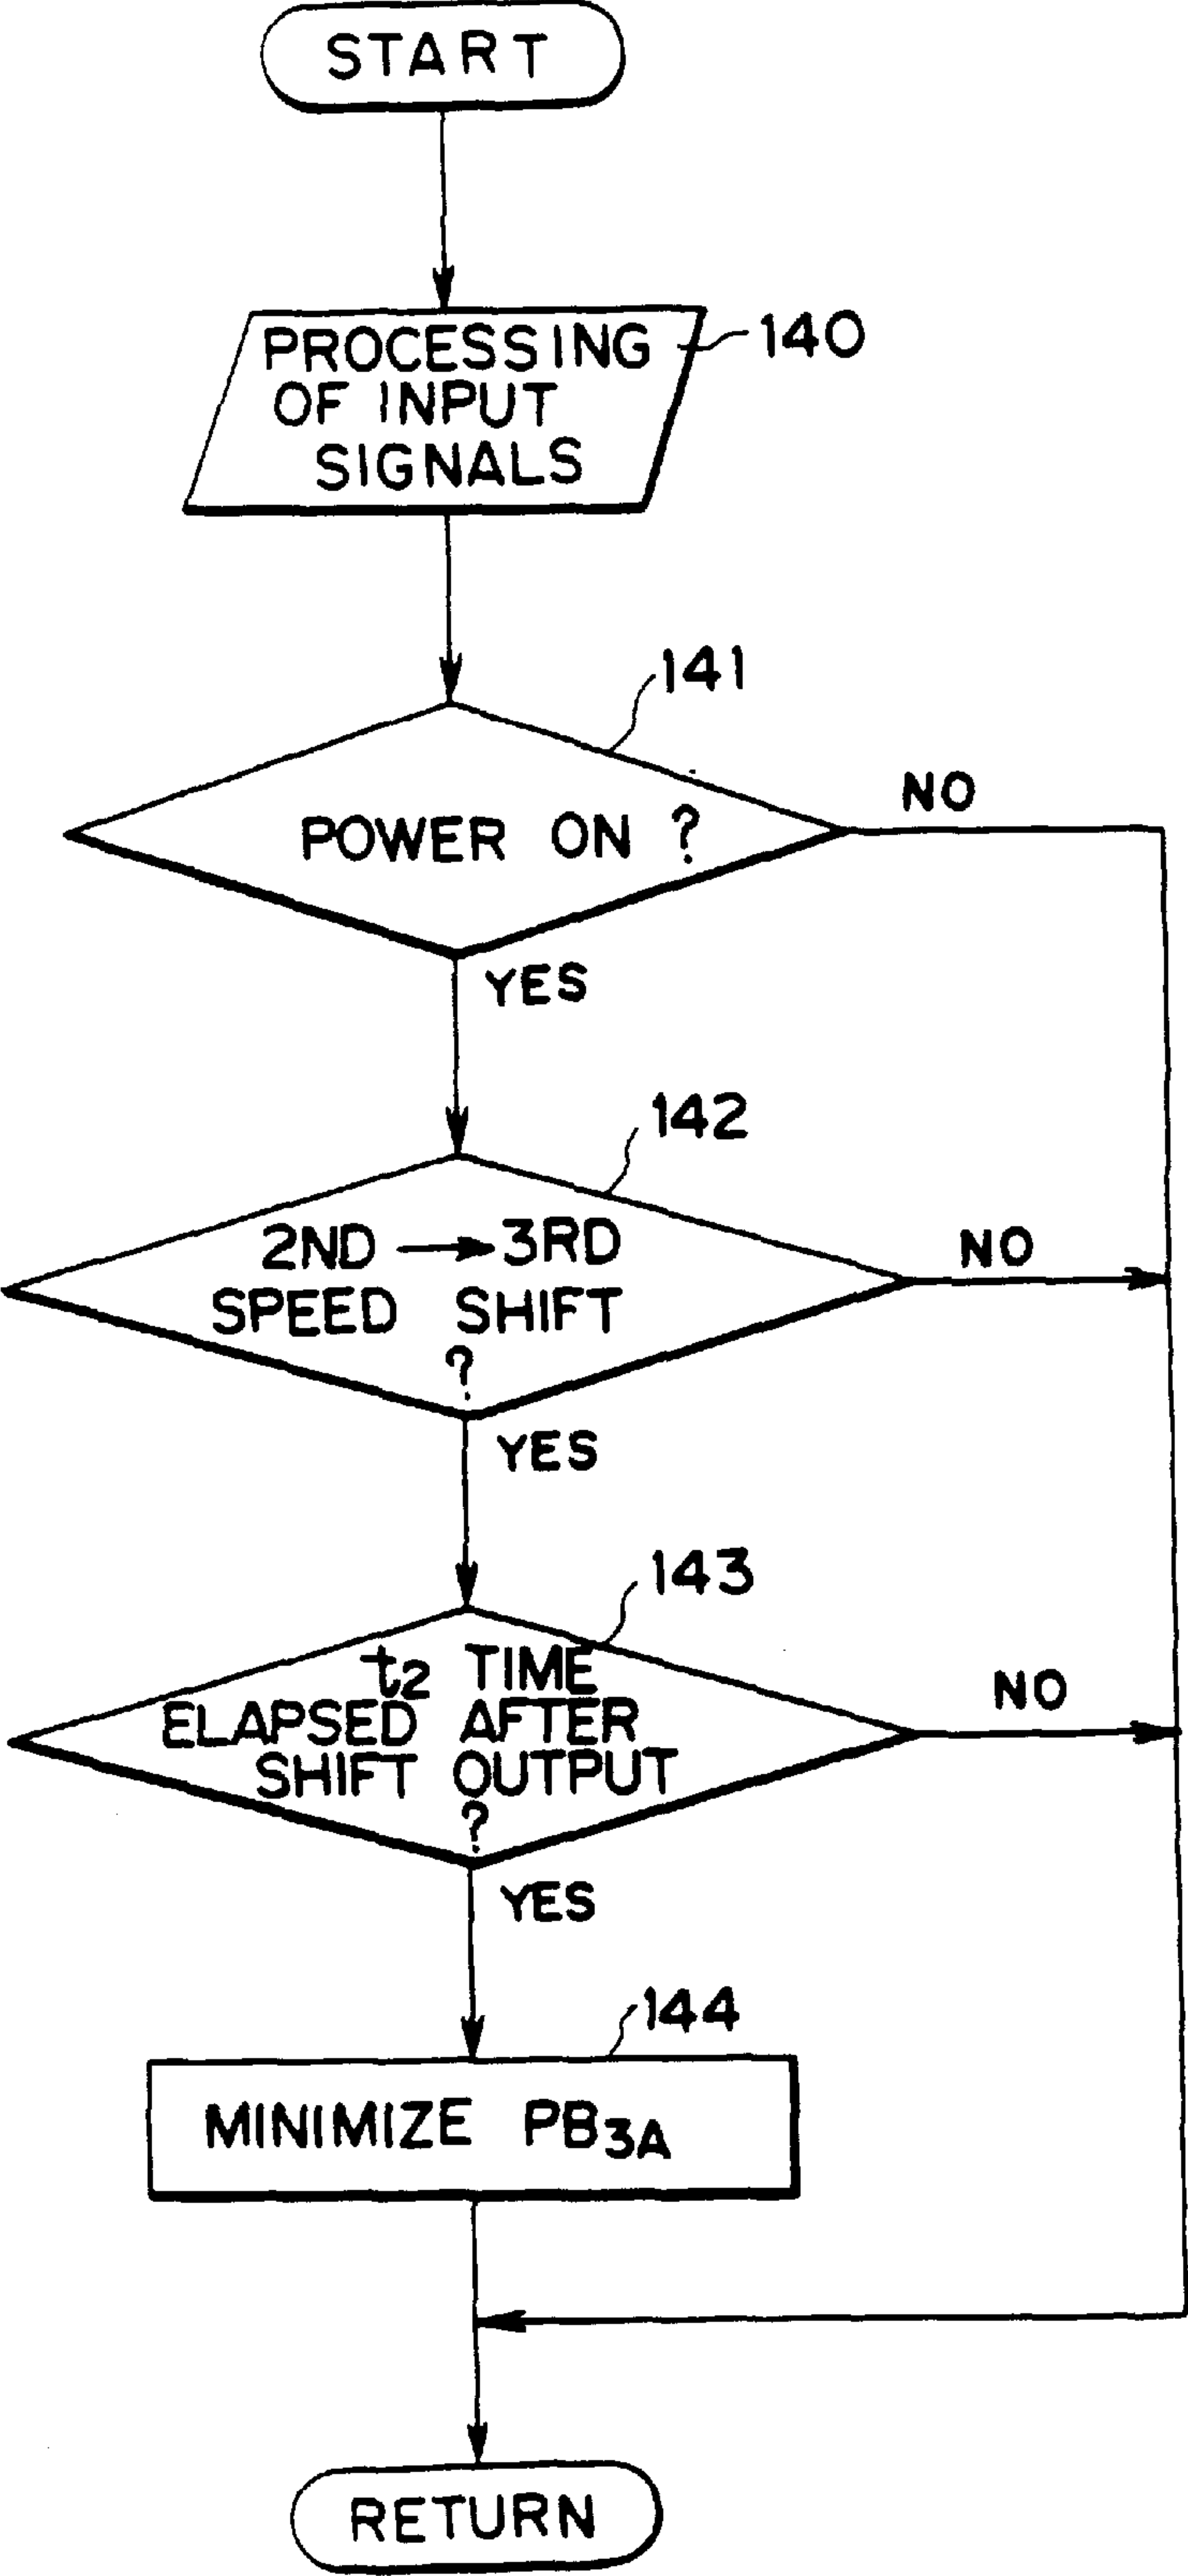 START
PROCESSING
OF INPUT
SIGNALS
140
141
POWER ON ?
NO
YES
142
2ND → 3RD
SPEED SHIFT
?
NO
YES
143
t2 TIME
ELAPSED AFTER
SHIFT OUTPUT
?
NO
YES
144
MINIMIZE PB3A
RETURN